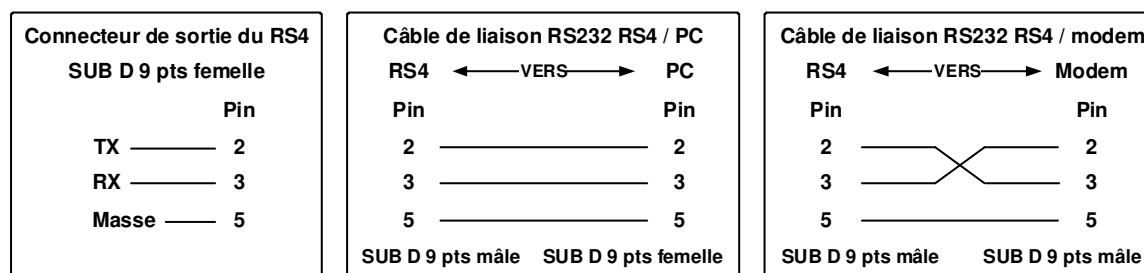 Connecteur de sortie du RS4
SUB D 9 pts femelle
Pin
TX 2
RX 3
Masse 5
Câble de liaison RS232 RS4 / PC
RS4 VERS PC
Pin Pin
2 2
3 3
5 5
SUB D 9 pts mâle SUB D 9 pts femelle
Câble de liaison RS232 RS4 / modem
RS4 VERS Modem
Pin Pin
2 2
3 3
5 5
SUB D 9 pts mâle SUB D 9 pts mâle